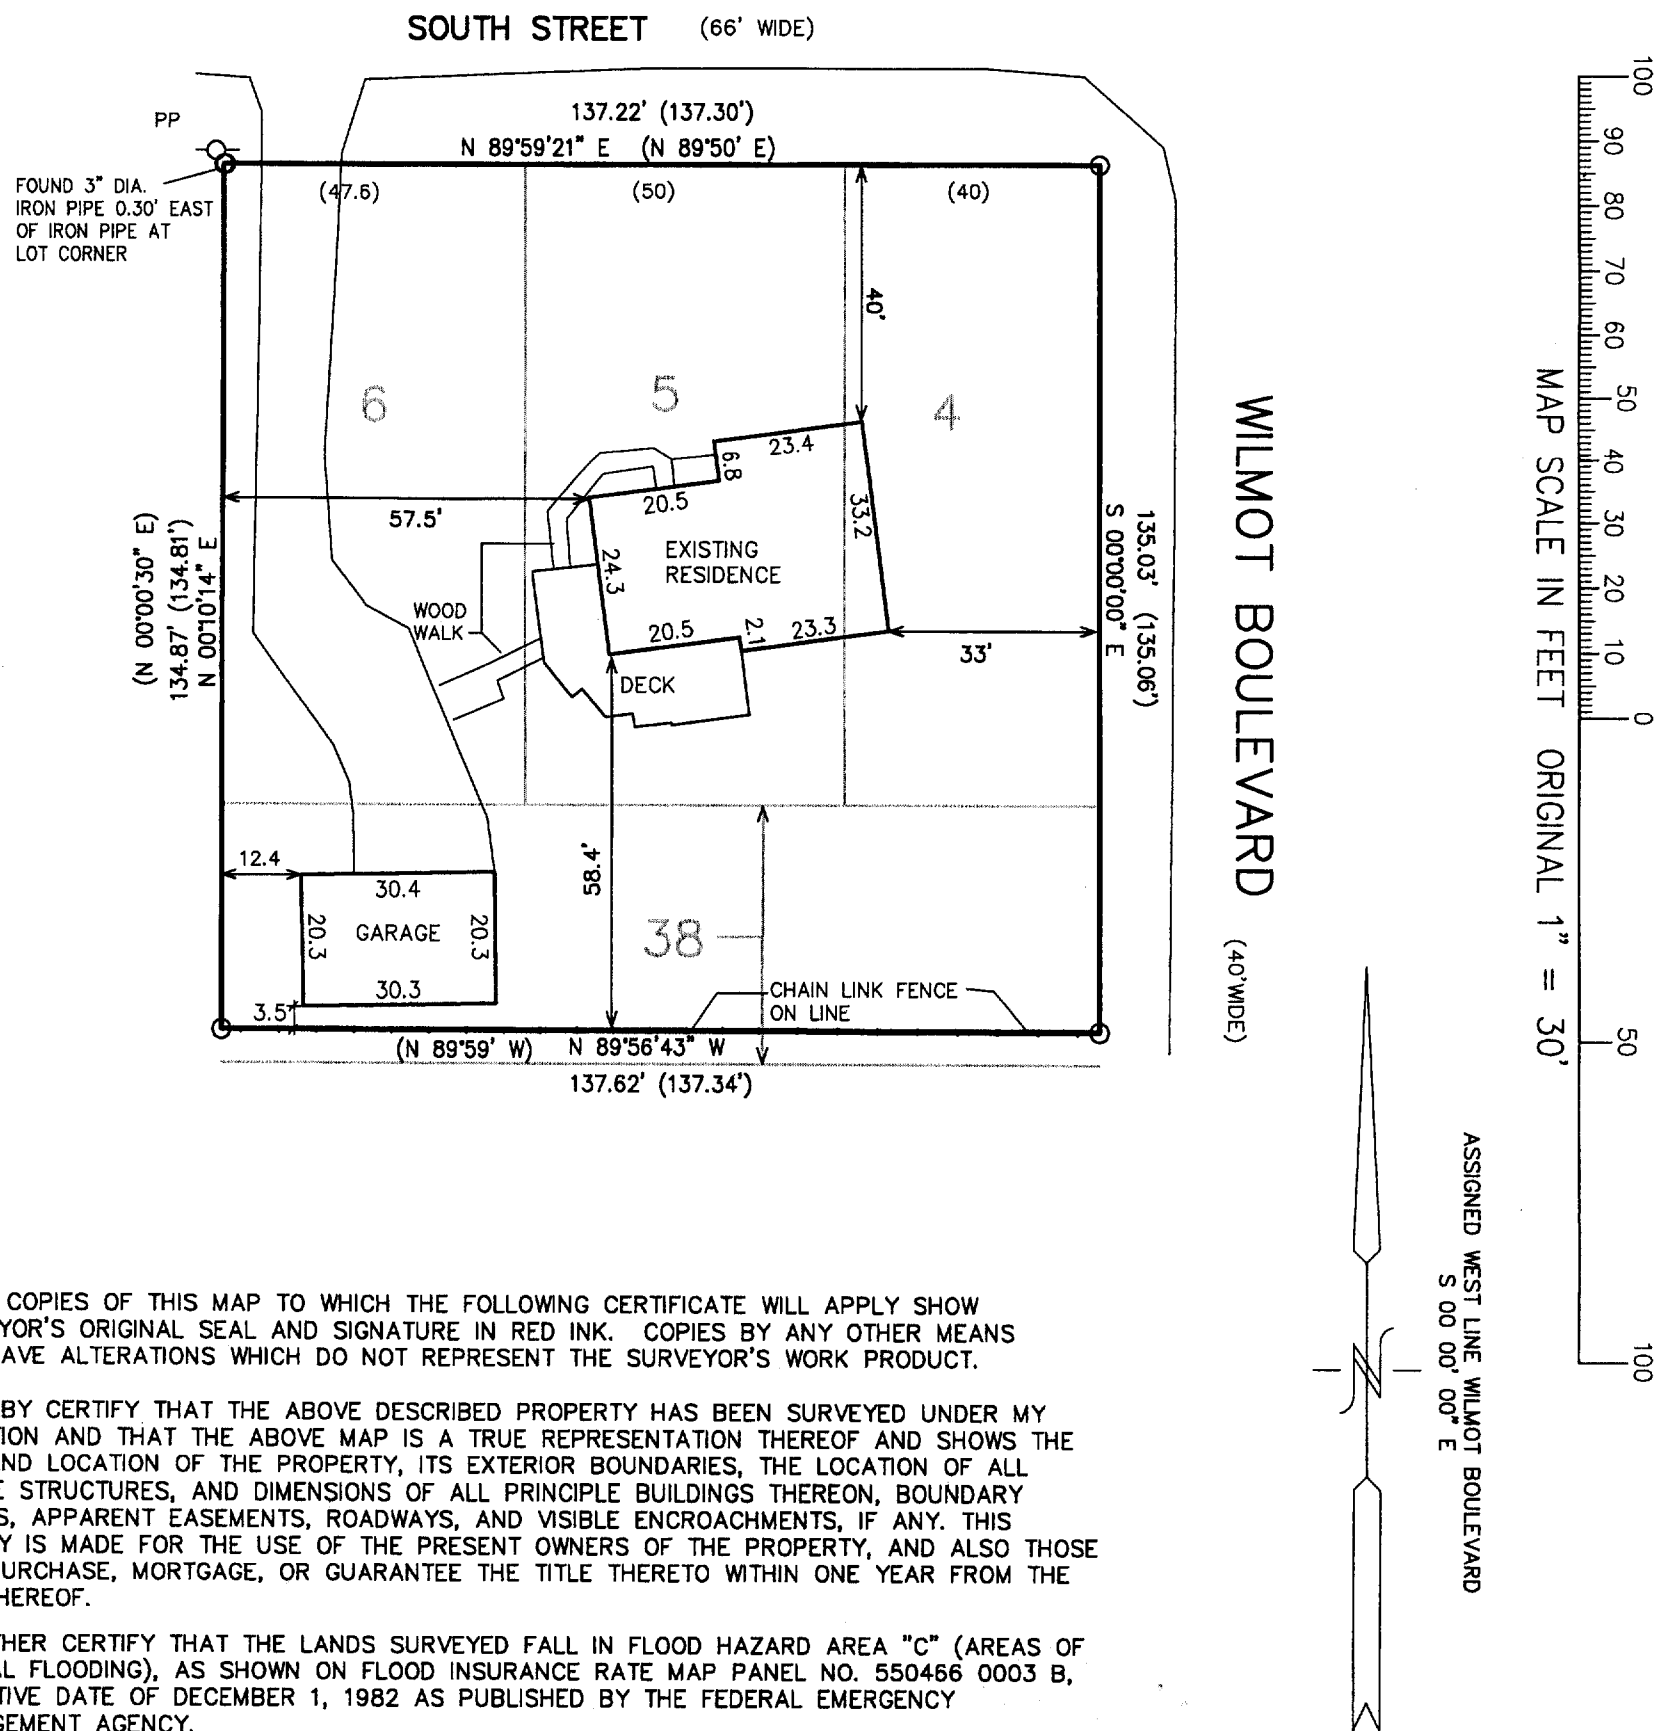 SOUTH STREET (66' WIDE)
137.22' (137.30')
N 89°59'21" E (N 89°50' E)
PP
FOUND 3" DIA.
IRON PIPE 0.30' EAST
OF IRON PIPE AT
LOT CORNER
(47.6)
(50)
(40)
40'
6
5
4
23.4
6.8
20.5
33.2
57.5'
24.3
EXISTING
RESIDENCE
WOOD
WALK
20.5
2.1
23.3
33'
DECK
(N 00°00'30" E)
134.87' (134.81')
N 00°10'14" E
135.03' (135.06')
S 00°00'00" E
WILMOT BOULEVARD (40'WIDE)
12.4
30.4
20.3
GARAGE
20.3
30.3
3.5'
58.4'
38
CHAIN LINK FENCE
ON LINE
(N 89°59' W) N 89°56'43" W
137.62' (137.34')
100
90
80
70
60
50
40
30
20
10
0
50
100
MAP SCALE IN FEET ORIGINAL 1" = 30'
ASSIGNED WEST LINE WILMOT BOULEVARD
S 00 00' 00" E
N
COPIES OF THIS MAP TO WHICH THE FOLLOWING CERTIFICATE WILL APPLY SHOW
YOR'S ORIGINAL SEAL AND SIGNATURE IN RED INK. COPIES BY ANY OTHER MEANS
AVE ALTERATIONS WHICH DO NOT REPRESENT THE SURVEYOR'S WORK PRODUCT.
BY CERTIFY THAT THE ABOVE DESCRIBED PROPERTY HAS BEEN SURVEYED UNDER MY
ION AND THAT THE ABOVE MAP IS A TRUE REPRESENTATION THEREOF AND SHOWS THE
ND LOCATION OF THE PROPERTY, ITS EXTERIOR BOUNDARIES, THE LOCATION OF ALL
E STRUCTURES, AND DIMENSIONS OF ALL PRINCIPLE BUILDINGS THEREON, BOUNDARY
S, APPARENT EASEMENTS, ROADWAYS, AND VISIBLE ENCROACHMENTS, IF ANY. THIS
Y IS MADE FOR THE USE OF THE PRESENT OWNERS OF THE PROPERTY, AND ALSO THOSE
URCHASE, MORTGAGE, OR GUARANTEE THE TITLE THERETO WITHIN ONE YEAR FROM THE
HEREOF.
HER CERTIFY THAT THE LANDS SURVEYED FALL IN FLOOD HAZARD AREA "C" (AREAS OF
L FLOODING), AS SHOWN ON FLOOD INSURANCE RATE MAP PANEL NO. 550466 0003 B,
TIVE DATE OF DECEMBER 1, 1982 AS PUBLISHED BY THE FEDERAL EMERGENCY
GEMENT AGENCY.